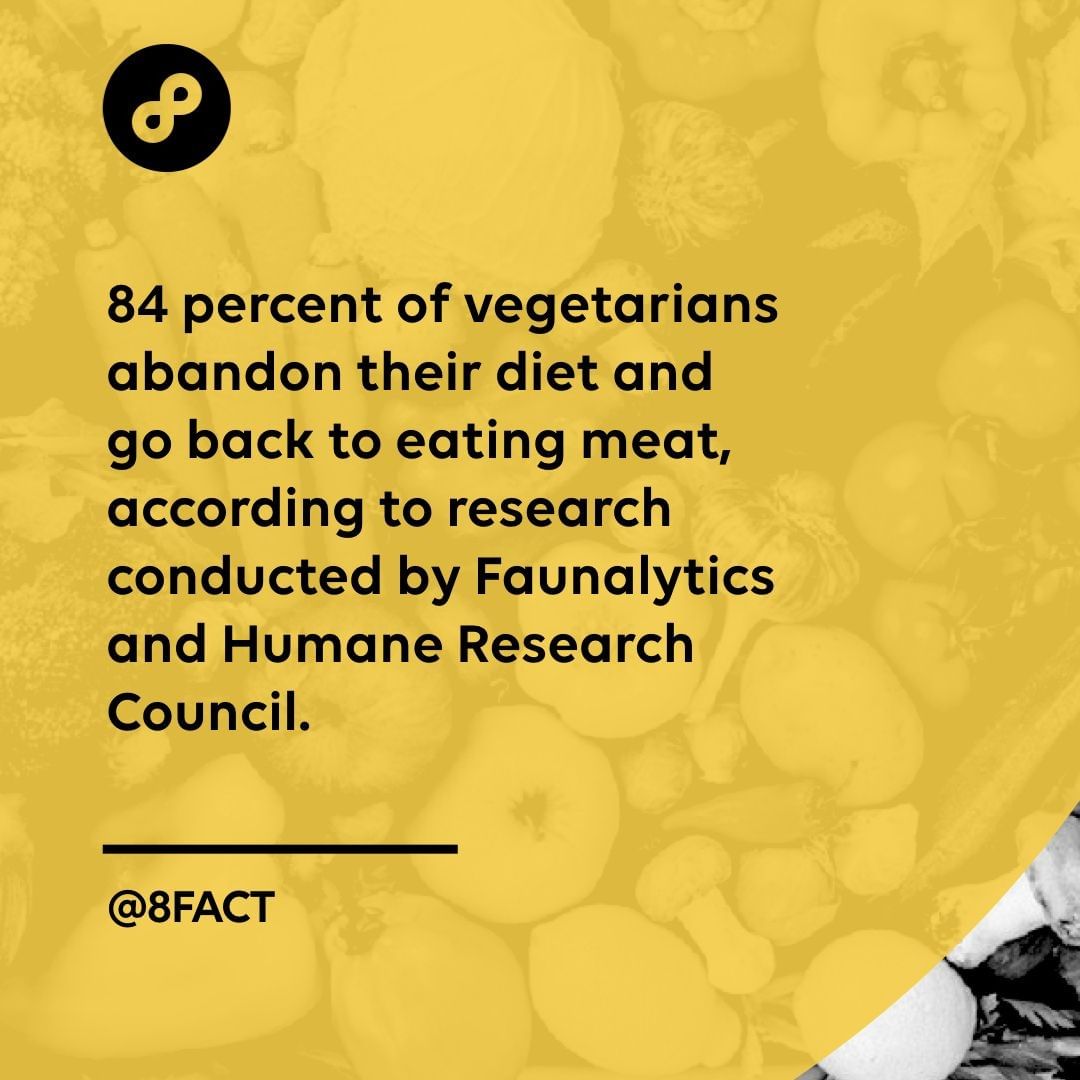 84 percent of vegetarians
abandon their diet and
go back to eating meat,
according to research
conducted by Faunalytics
and Humane Research
Council.
@8FACT